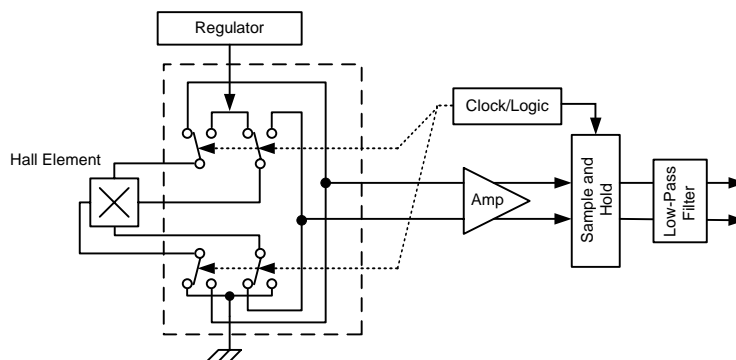 Regulator
Clock/Logic
Hall Element
Amp
Sample and
Hold
Low-Pass
Filter